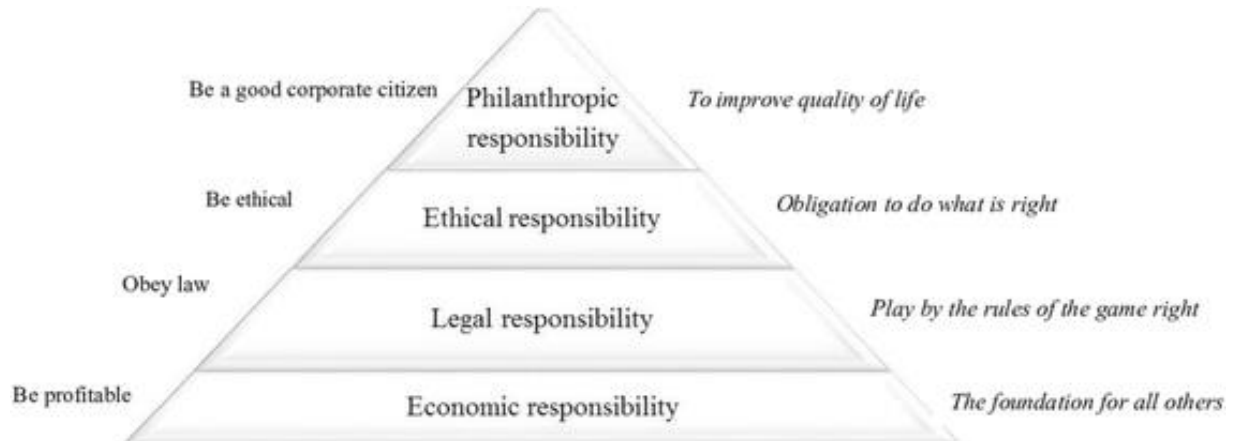 Be a good corporate citizen
Philanthropic
responsibility
To improve quality of life
Be ethical
Ethical responsibility
Obligation to do what is right
Obey law
Legal responsibility
Play by the rules of the game right
Be profitable
Economic responsibility
The foundation for all others